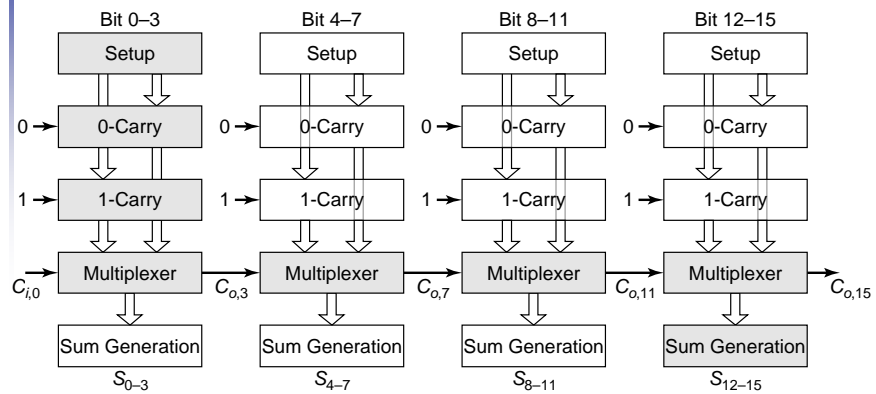 Bit 0–3 Bit 4–7 Bit 8–11 Bit 12–15
Setup Setup Setup Setup
0 0-Carry 0 0-Carry 0 0-Carry 0 0-Carry
1 1-Carry 1 1-Carry 1 1-Carry 1 1-Carry
Multiplexer Multiplexer Multiplexer Multiplexer
Ci,0 Co,3 Co,7 Co,11 Co,15
Sum Generation Sum Generation Sum Generation Sum Generation
S0–3 S4–7 S8–11 S12–15